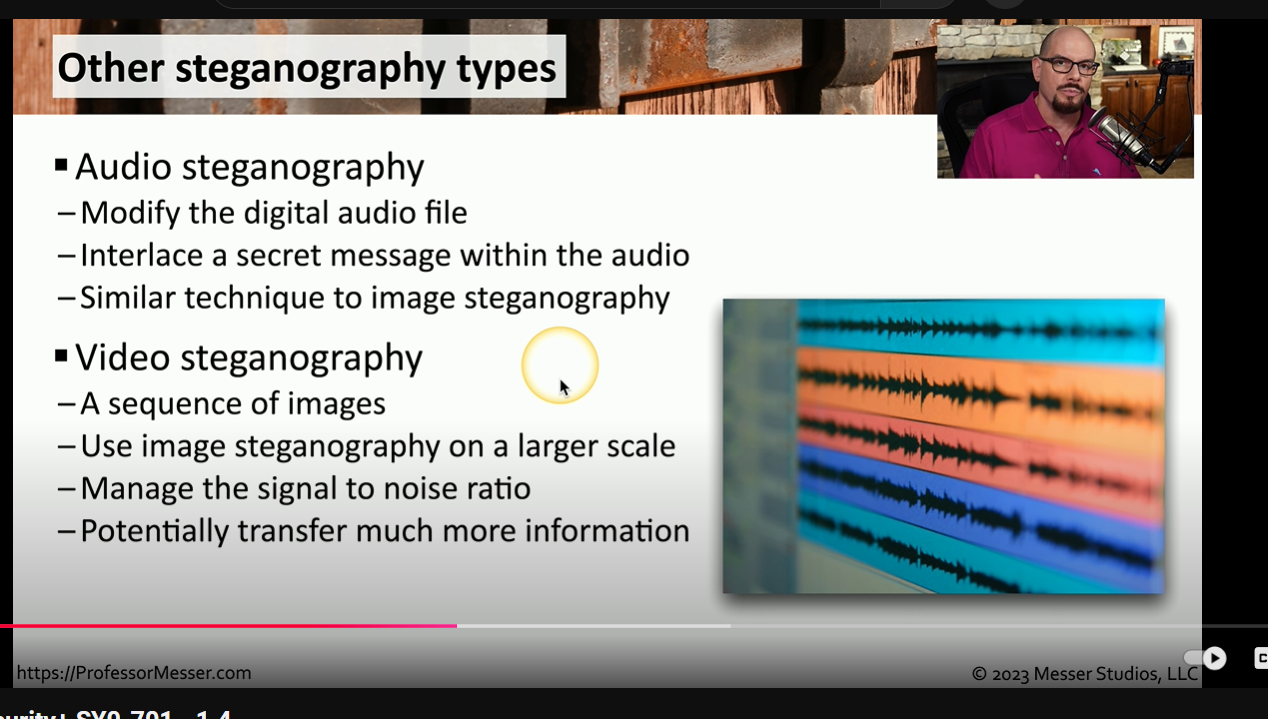 Other steganography types
▪ Audio steganography
– Modify the digital audio file
– Interlace a secret message within the audio
– Similar technique to image steganography
▪ Video steganography
– A sequence of images
– Use image steganography on a larger scale
– Manage the signal to noise ratio
– Potentially transfer much more information
https://ProfessorMesser.com
© 2023 Messer Studios, LLC